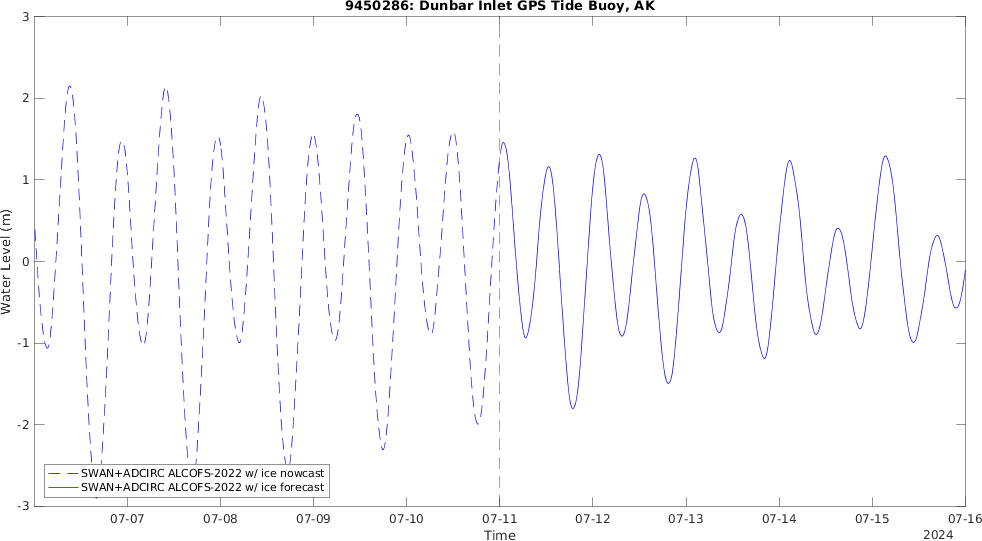 9450286: Dunbar Inlet GPS Tide Buoy, AK
3
2
1
0
-1
-2
-3
Water Level (m)
SWAN+ADCIRC ALCOFS-2022 w/ ice nowcast
SWAN+ADCIRC ALCOFS-2022 w/ ice forecast
07-07 07-08 07-09 07-10 07-11 07-12 07-13 07-14 07-15 07-16
Time
2024